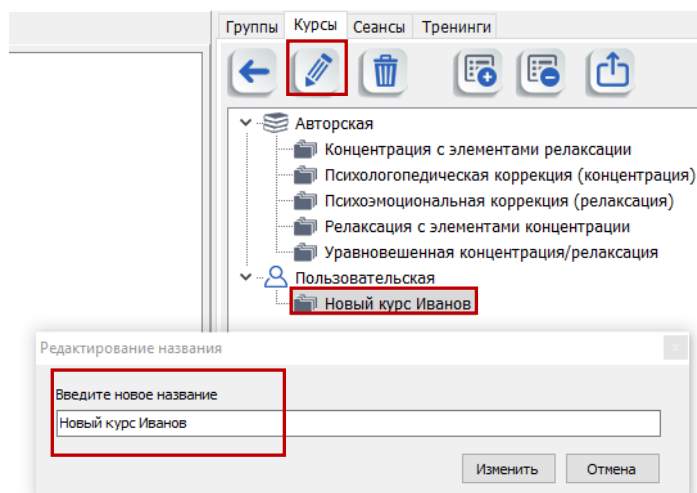 Группы Курсы Сеансы Тренинги
Авторская
Концентрация с элементами релаксации
Психологопедическая коррекция (концентрация)
Психоэмоциональная коррекция (релаксация)
Релаксация с элементами концентрации
Уравновешенная концентрация/релаксация
Пользовательская
Новый курс Иванов
Редактирование названия
Введите новое название
Новый курс Иванов
Изменить Отмена